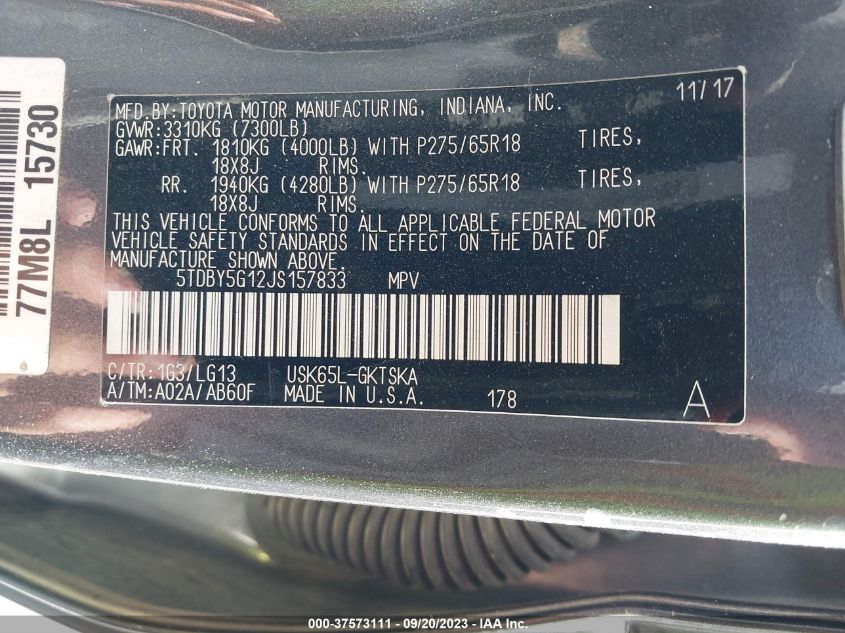 77M8L 15730
MFD.BY:TOYOTA MOTOR MANUFACTURING, INDIANA, INC. 11/17
GVWR:3310KG (7300LB)
GAWR:FRT. 1810KG (4000LB) WITH P275/65R18 TIRES,
18X8J RIMS.
RR. 1940KG (4280LB) WITH P275/65R18 TIRES,
18X8J RIMS.
THIS VEHICLE CONFORMS TO ALL APPLICABLE FEDERAL MOTOR
VEHICLE SAFETY STANDARDS IN EFFECT ON THE DATE OF
MANUFACTURE SHOWN ABOVE.
5TDBY5G12JS157833 MPV
C/TR:1G3/LG13 USK65L-GKTSKA
A/TM:A02A/AB60F MADE IN U.S.A. 178 A
000-37573111 — 09/20/2023 - IAA Inc.